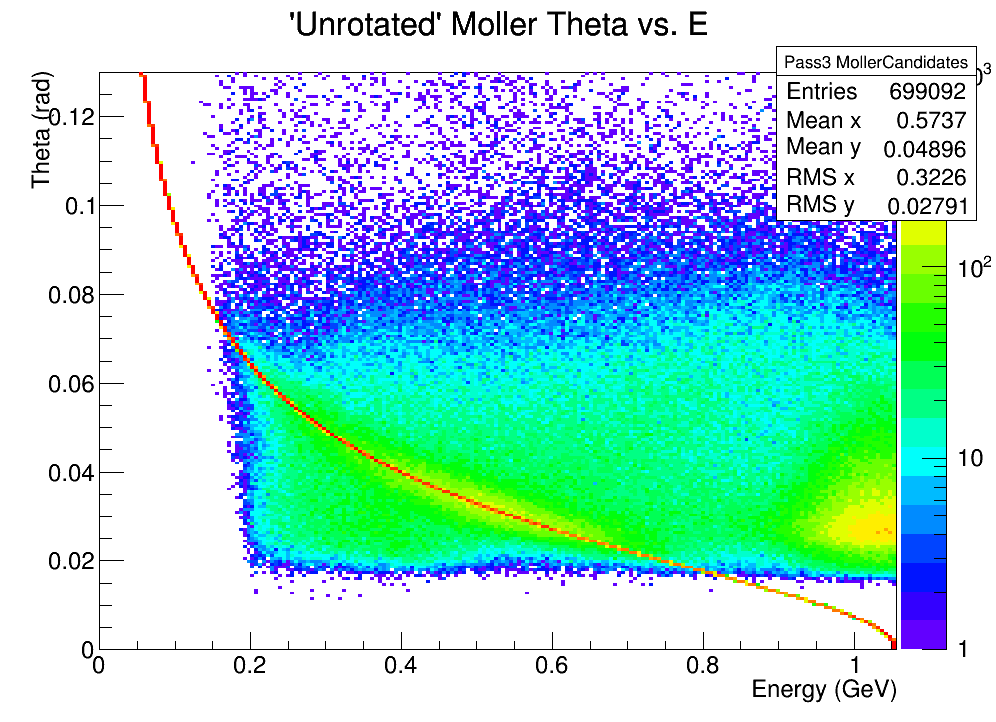 'Unrotated' Moller Theta vs. E
Pass3 MollerCandidates
Entries 699092
Mean x 0.5737
Mean y 0.04896
RMS x 0.3226
RMS y 0.02791
Theta (rad)
0.12
0.1
0.08
0.06
0.04
0.02
0
0 0.2 0.4 0.6 0.8 1
Energy (GeV)
10²
10
1